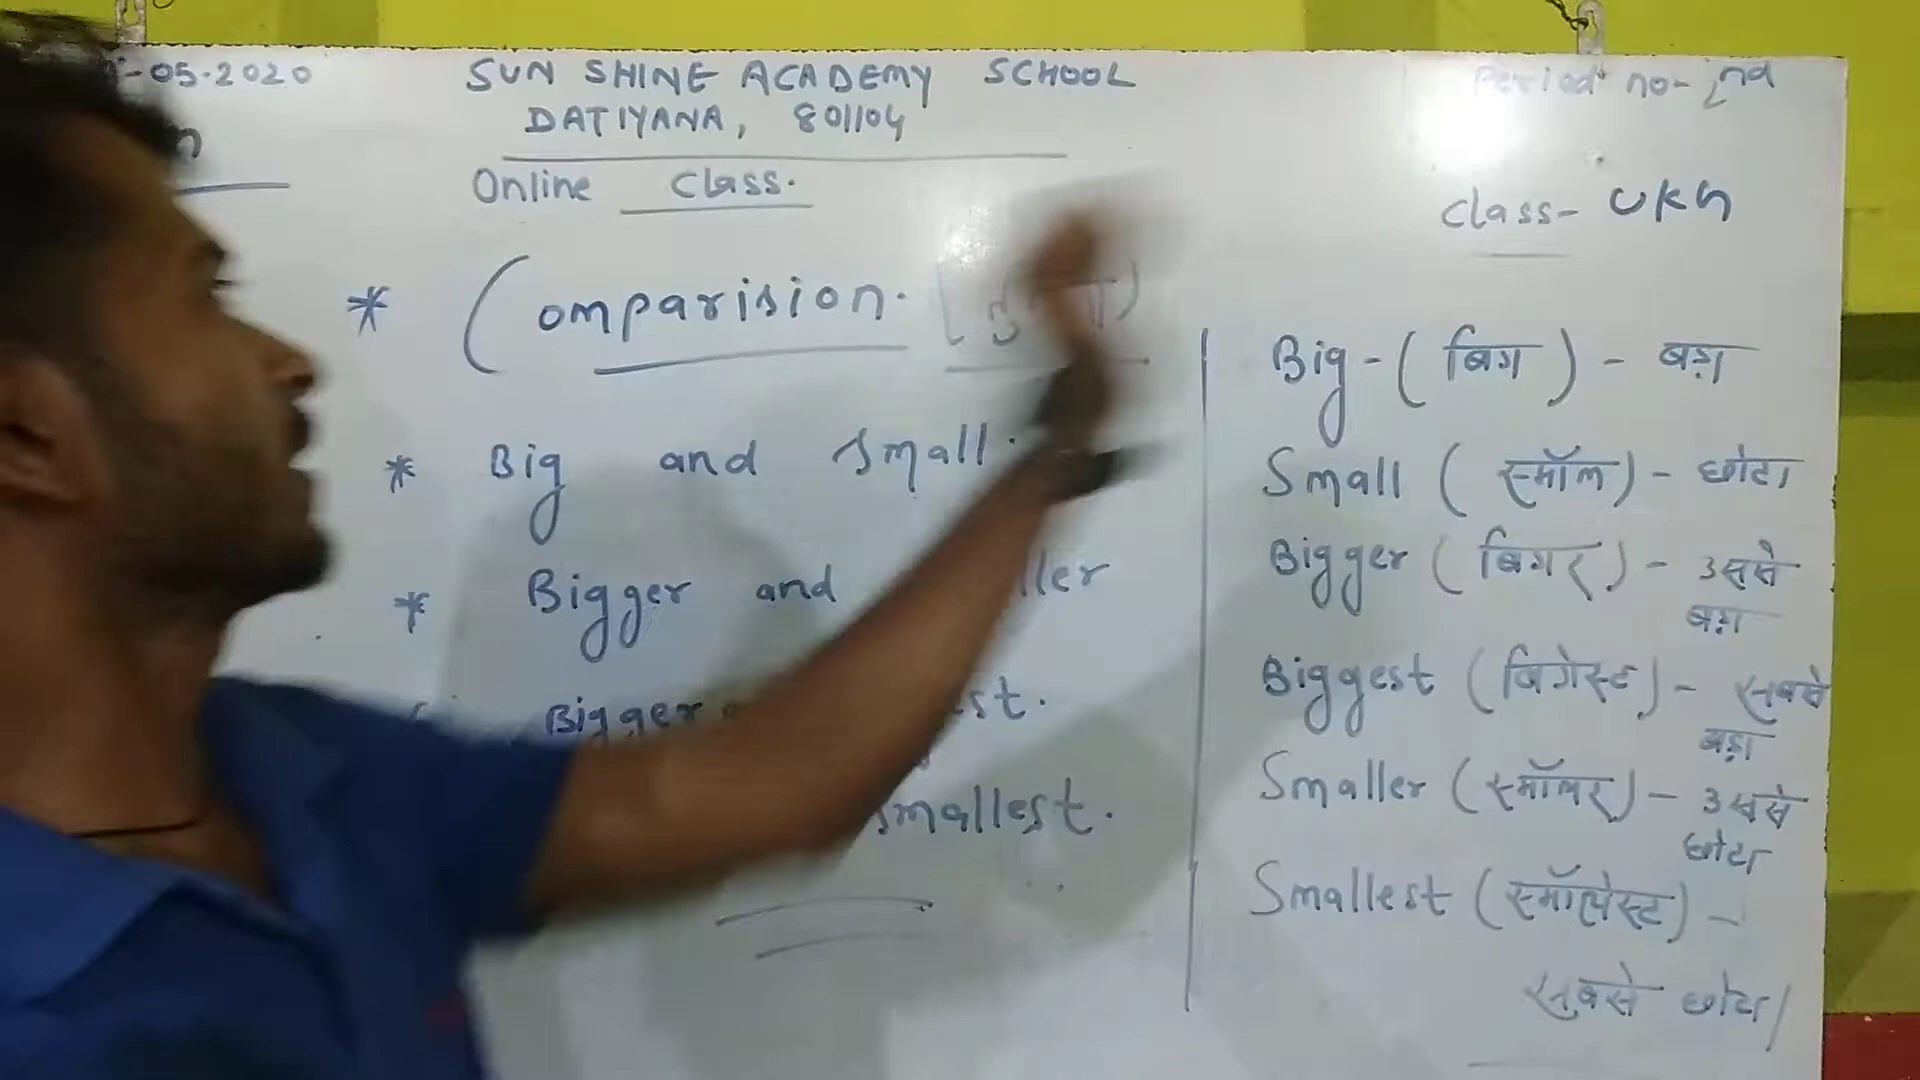 -05-2020
SUN SHINE ACADEMY SCHOOL
Period no-2nd
DATIYANA, 801104
Online Class.
Class- UKG
* Comparision.
* Big and small.
* Bigger and ller
Bigger st.
smallest.
Big-(बिग) - बड़ा
Small (स्मॉल) - छोटा
Bigger (बिगर) - उससे
बड़ा
Biggest (बिगेस्ट) - सबसे
बड़ा
Smaller (स्मॉलर) - उससे
छोटा
Smallest (स्मॉलेस्ट) -
सबसे छोटा/